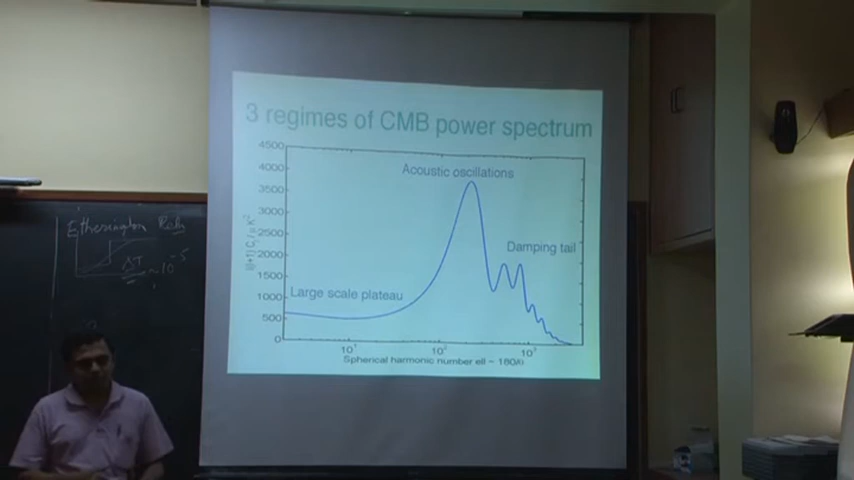 3 regimes of CMB power spectrum
4500
4000
3500
3000
2500
2000
1500
1000
500
0
Acoustic oscillations
Damping tail
Large scale plateau
10¹
10²
10³
Spherical harmonic number ell ~ 180/θ
Etherington
ΔT ~10⁻⁵